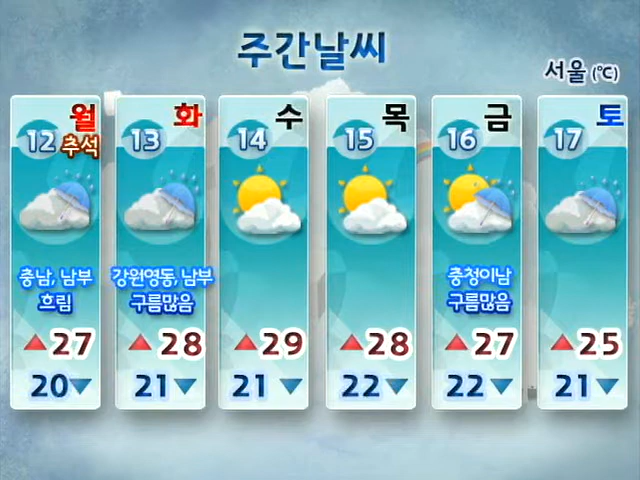 주간날씨
서울 (℃)
월 화 수 목 금 토
12 추석 13 14 15 16 17
충남, 남부
흐림
강원영동, 남부
구름많음
충청이남
구름많음
27 28 29 28 27 25
20 21 21 22 22 21